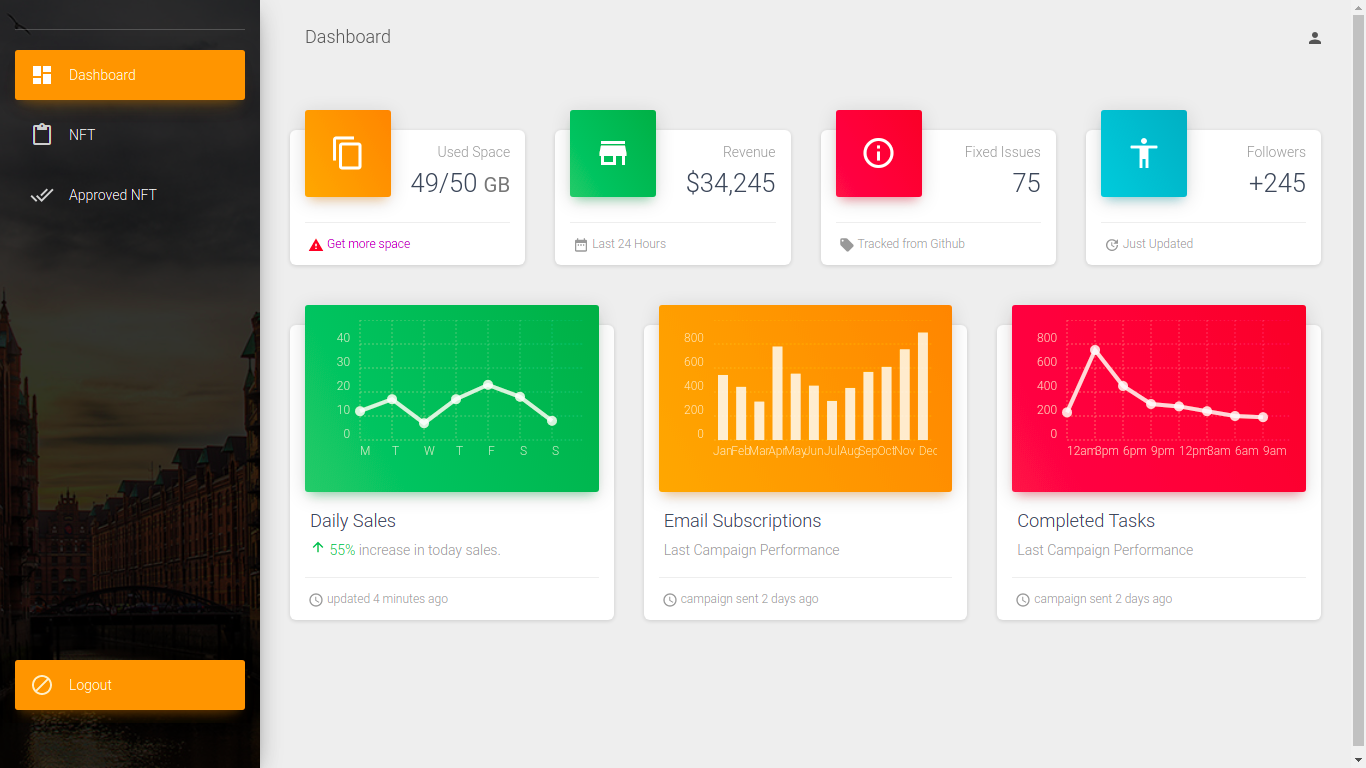 Dashboard
NFT
Approved NFT
Logout
Dashboard
Used Space
49/50 GB
Get more space
Revenue
$34,245
Last 24 Hours
Fixed Issues
75
Tracked from Github
Followers
+245
Just Updated
40
30
20
10
0
M T W T F S S
Daily Sales
55% increase in today sales.
updated 4 minutes ago
800
600
400
200
0
Jan Feb Mar Apr May Jun Jul Aug Sep Oct Nov Dec
Email Subscriptions
Last Campaign Performance
campaign sent 2 days ago
800
600
400
200
0
12am 3pm 6pm 9pm 12pm 3am 6am 9am
Completed Tasks
Last Campaign Performance
campaign sent 2 days ago